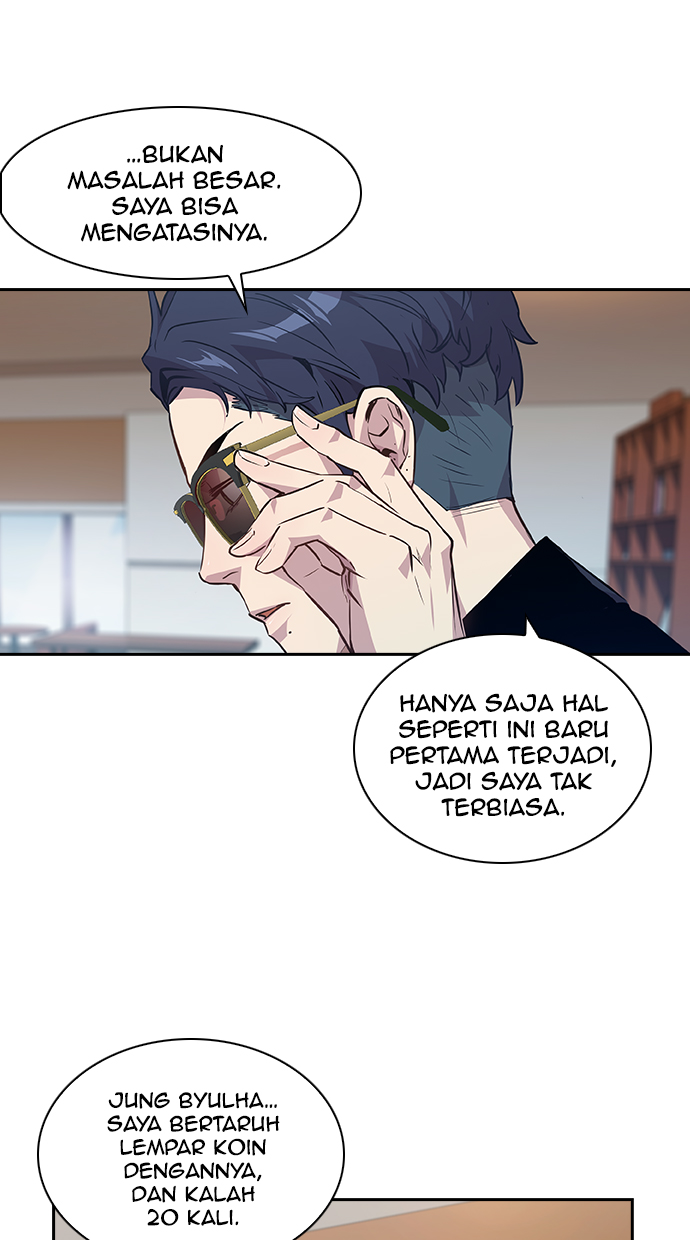 ...BUKAN
MASALAH BESAR.
SAYA BISA
MENGATASINYA.
HANYA SAJA HAL
SEPERTI INI BARU
PERTAMA TERJADI,
JADI SAYA TAK
TERBIASA.
JUNG BYULHA...
SAYA BERTARUH
LEMPAR KOIN
DENGANNYA,
DAN KALAH
20 KALI.